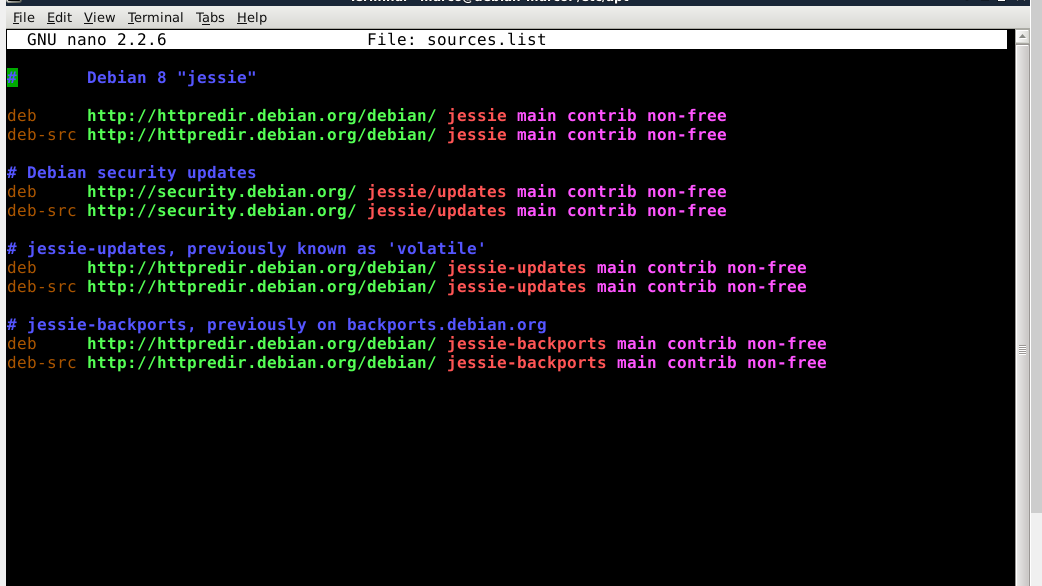 File Edit View Terminal Tabs Help
GNU nano 2.2.6 File: sources.list
# Debian 8 "jessie"
deb http://httpredir.debian.org/debian/ jessie main contrib non-free
deb-src http://httpredir.debian.org/debian/ jessie main contrib non-free
# Debian security updates
deb http://security.debian.org/ jessie/updates main contrib non-free
deb-src http://security.debian.org/ jessie/updates main contrib non-free
# jessie-updates, previously known as 'volatile'
deb http://httpredir.debian.org/debian/ jessie-updates main contrib non-free
deb-src http://httpredir.debian.org/debian/ jessie-updates main contrib non-free
# jessie-backports, previously on backports.debian.org
deb http://httpredir.debian.org/debian/ jessie-backports main contrib non-free
deb-src http://httpredir.debian.org/debian/ jessie-backports main contrib non-free